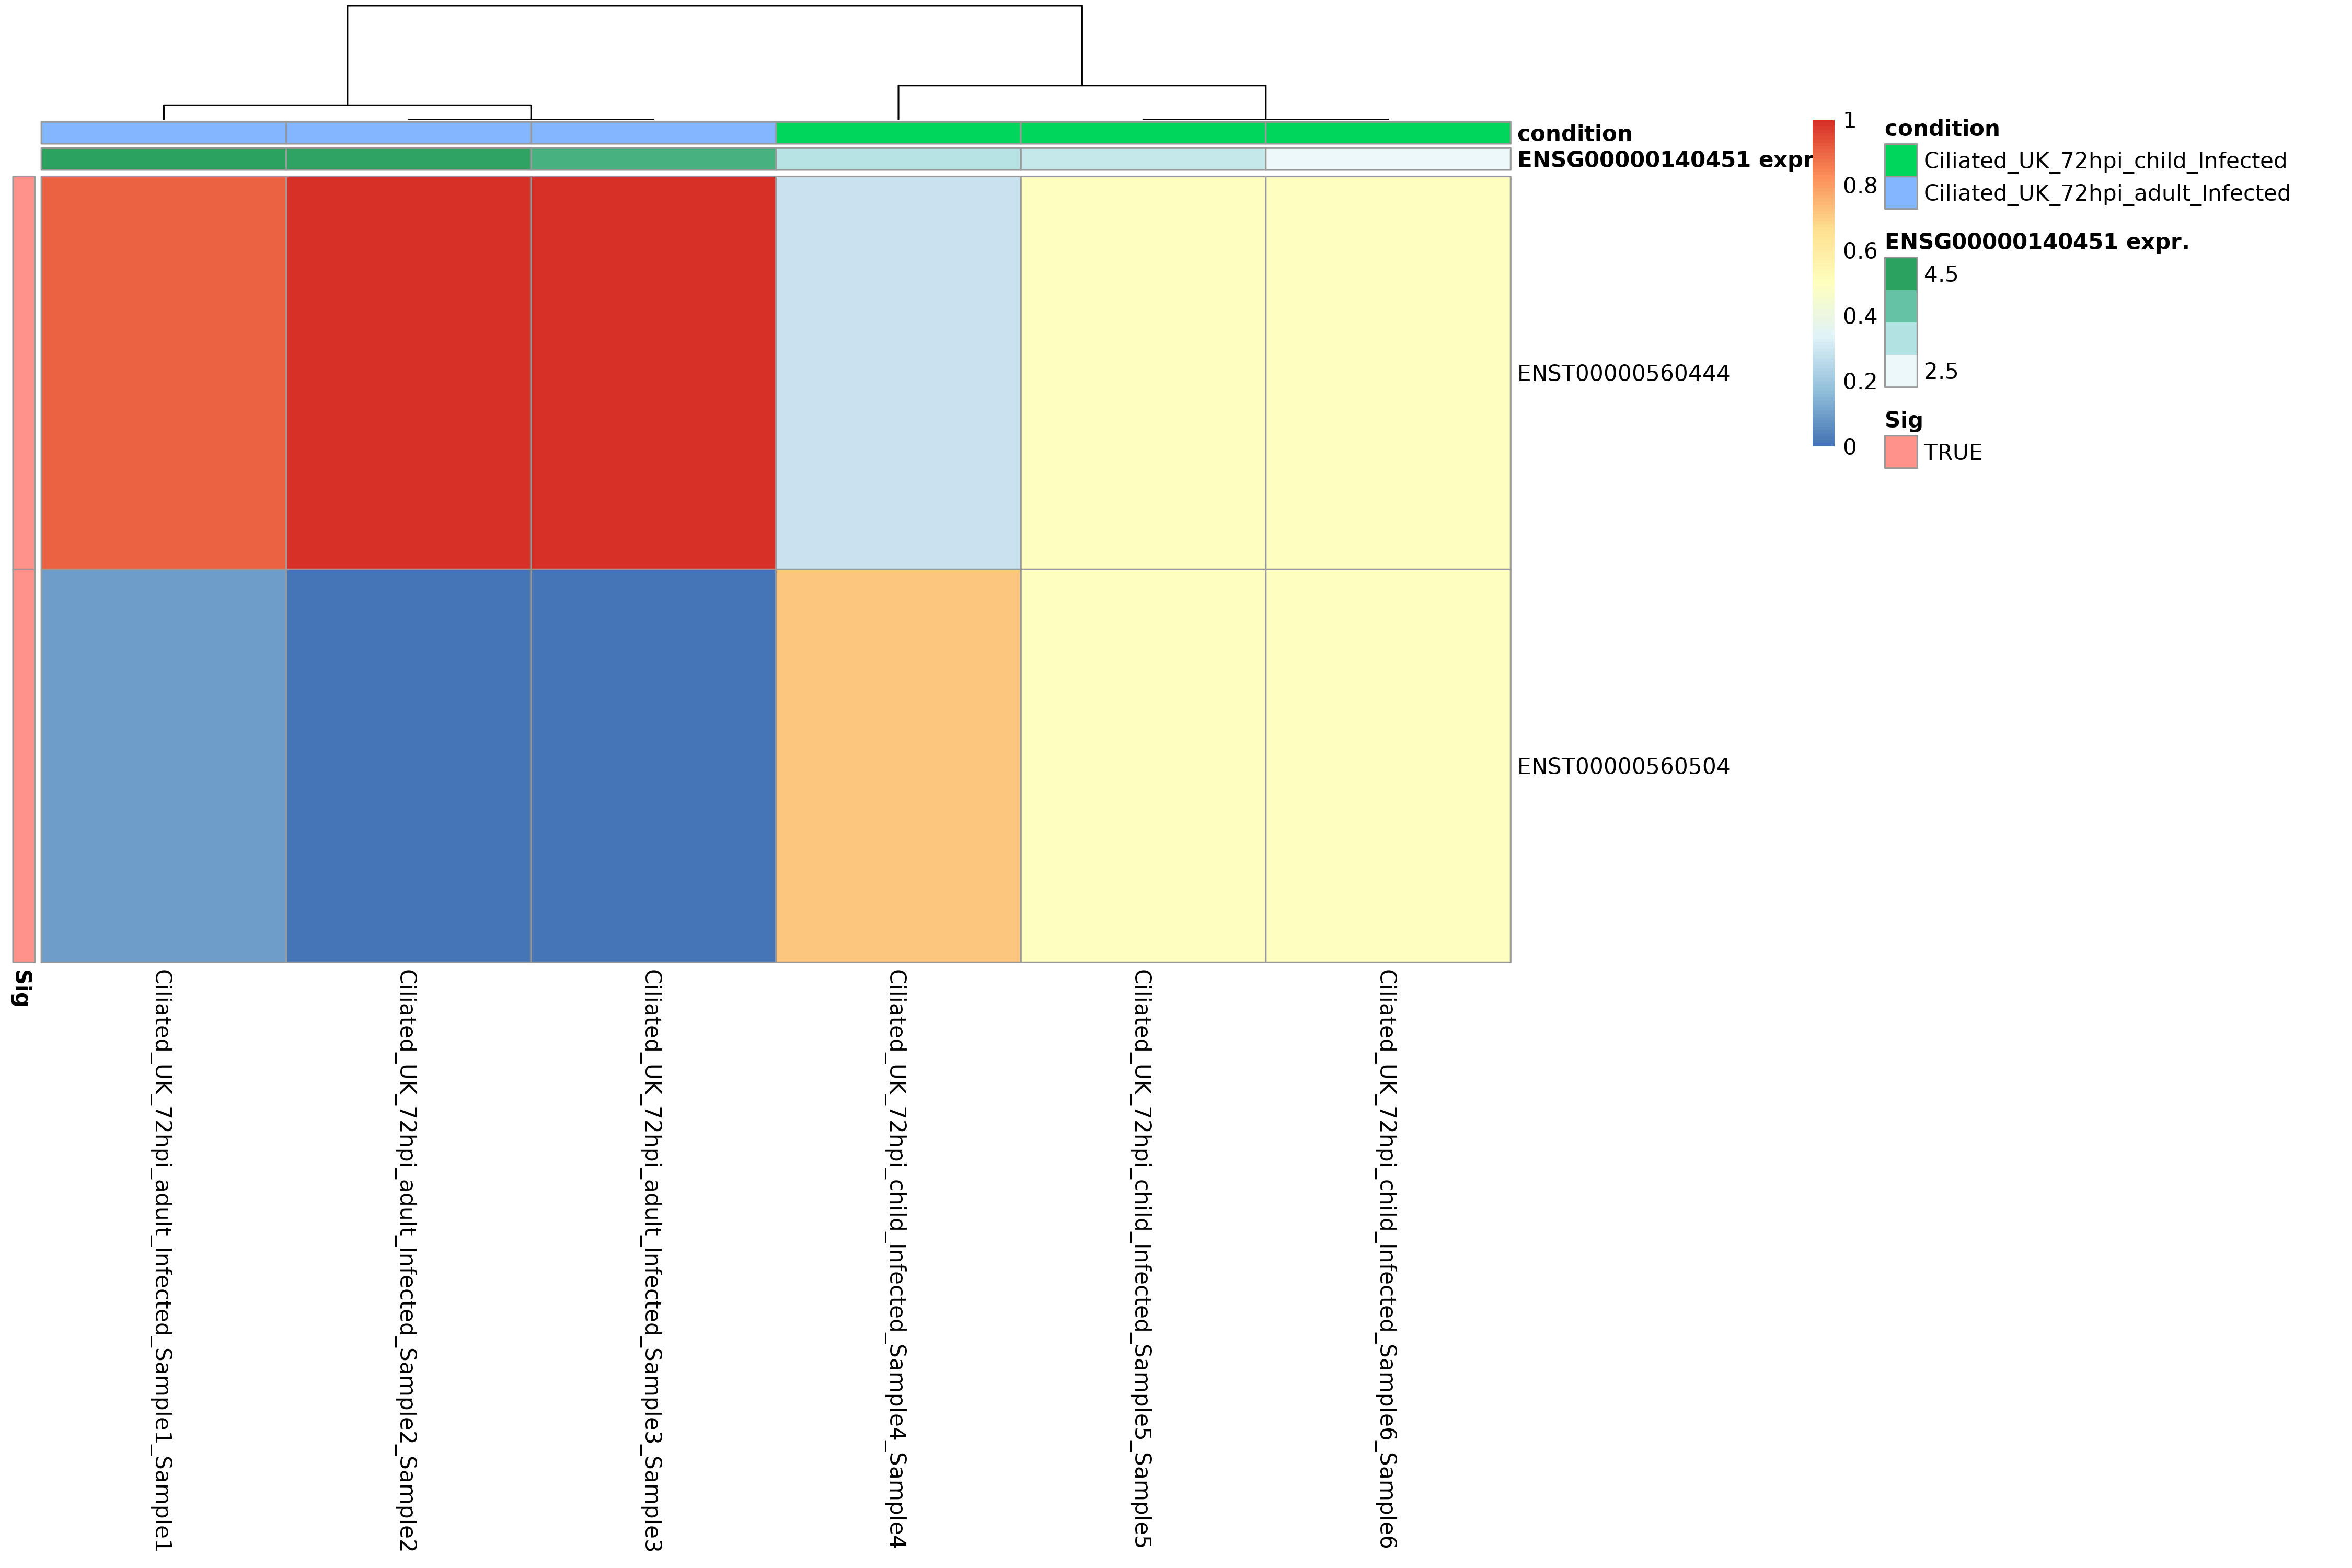 condition
ENSG00000140451 expr
ENST00000560444
ENST00000560504
1
0.8
0.6
0.4
0.2
0
condition
Ciliated_UK_72hpi_child_Infected
Ciliated_UK_72hpi_adult_Infected
ENSG00000140451 expr.
4.5
2.5
Sig
TRUE
Sig
Ciliated_UK_72hpi_adult_Infected_Sample1_Sample1
Ciliated_UK_72hpi_adult_Infected_Sample2_Sample2
Ciliated_UK_72hpi_adult_Infected_Sample3_Sample3
Ciliated_UK_72hpi_child_Infected_Sample4_Sample4
Ciliated_UK_72hpi_child_Infected_Sample5_Sample5
Ciliated_UK_72hpi_child_Infected_Sample6_Sample6